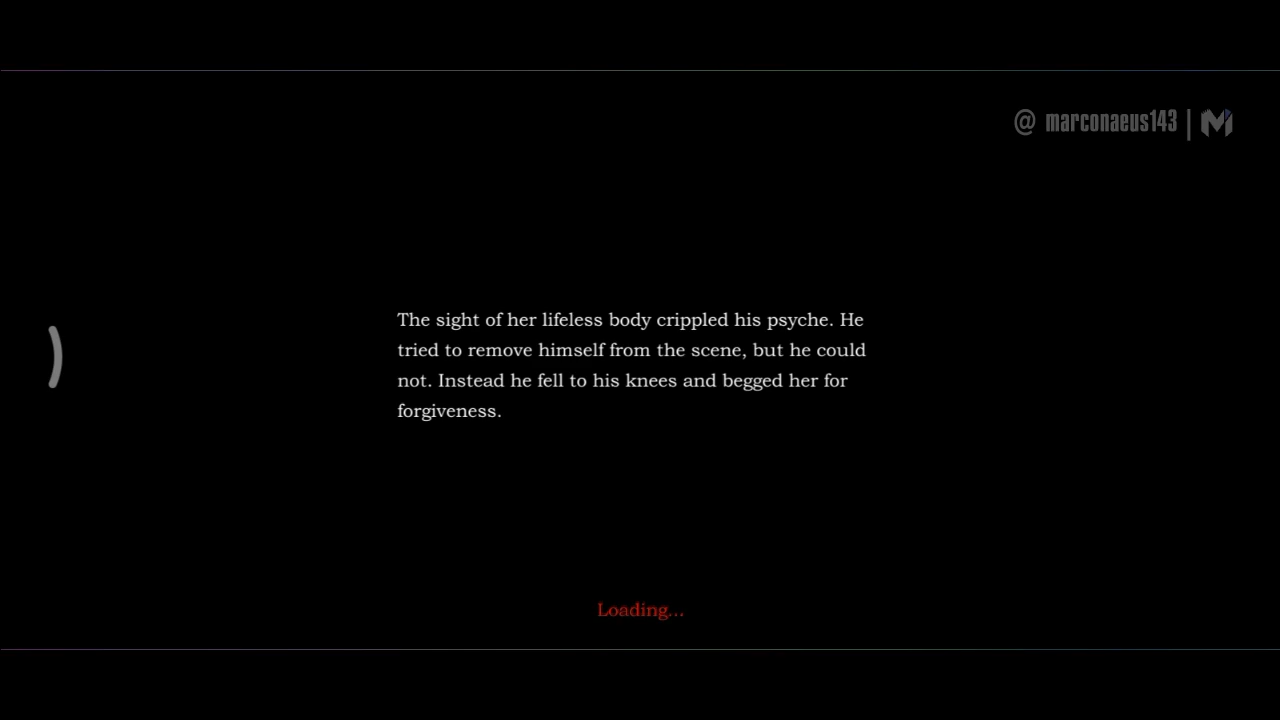 @ marconaeus143 |
The sight of her lifeless body crippled his psyche. He
tried to remove himself from the scene, but he could
not. Instead he fell to his knees and begged her for
forgiveness.
Loading...